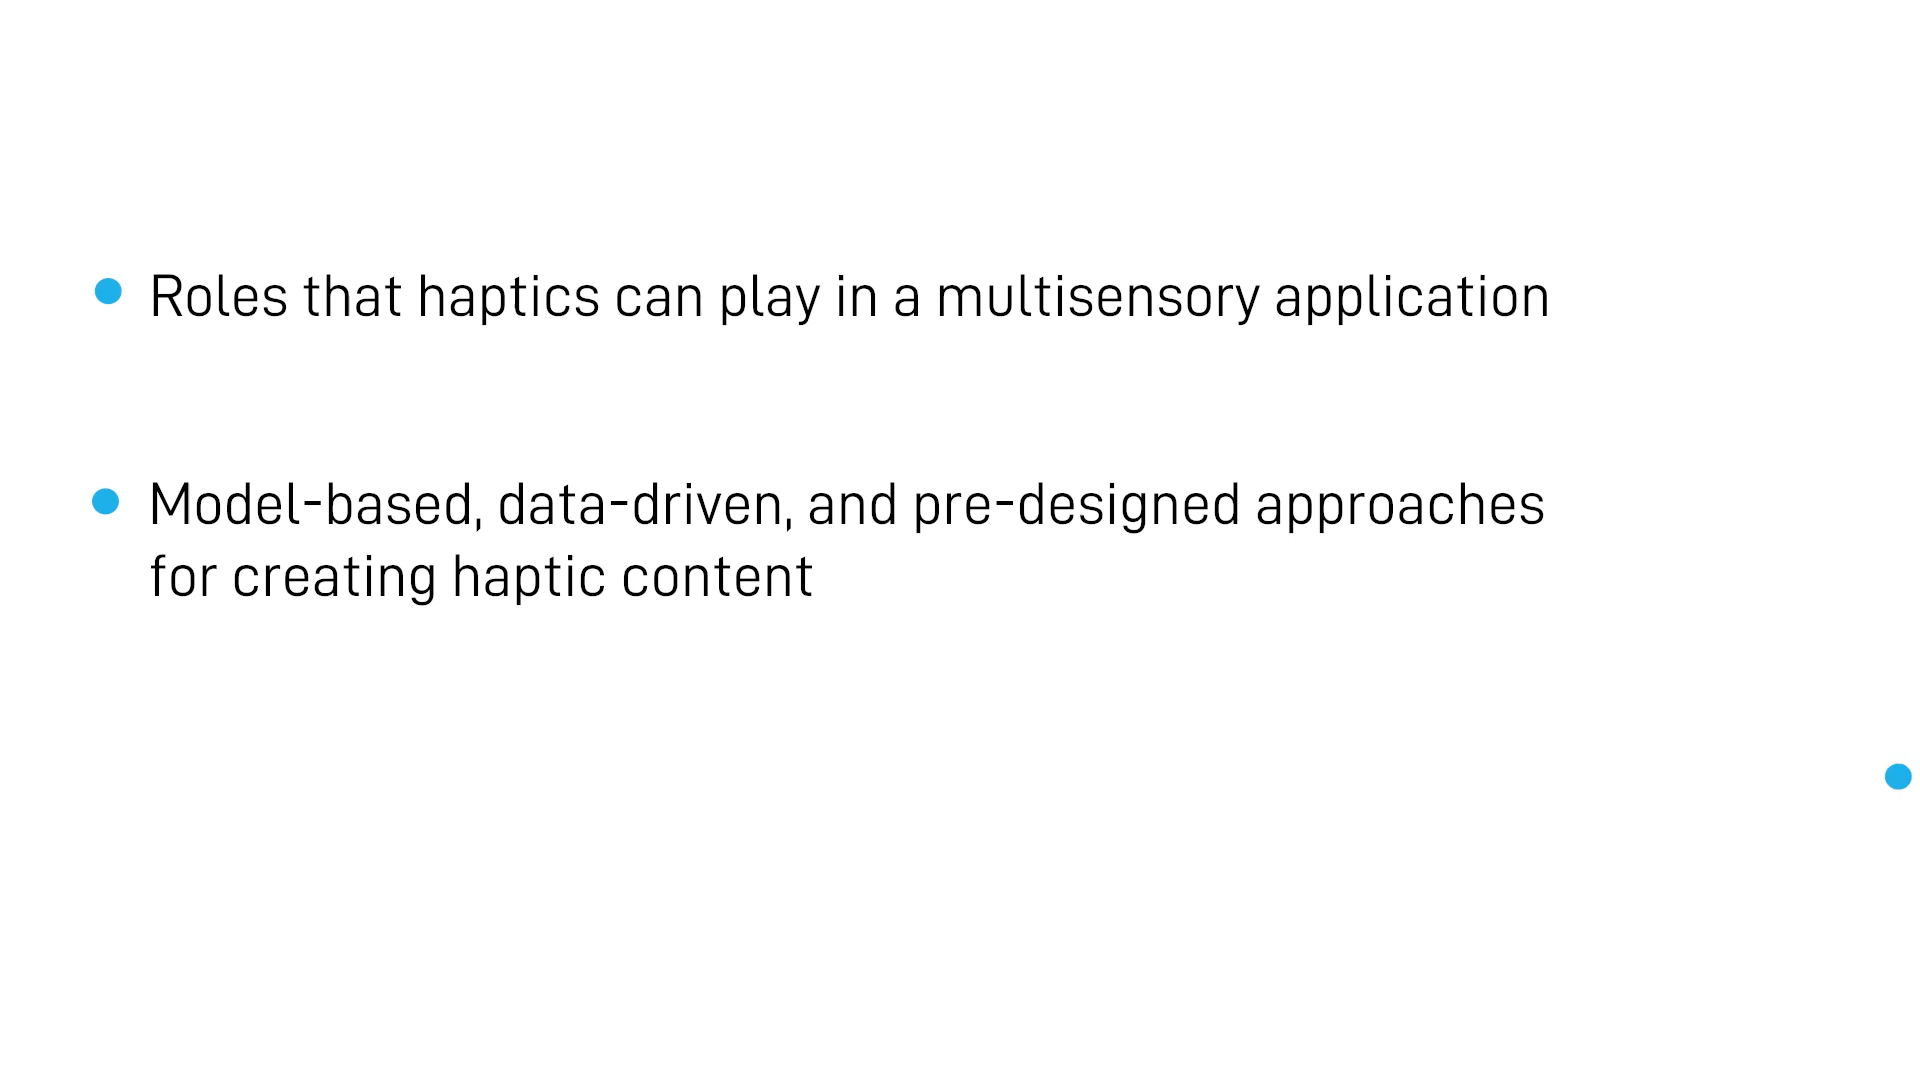 Roles that haptics can play in a multisensory application
Model-based, data-driven, and pre-designed approaches
for creating haptic content